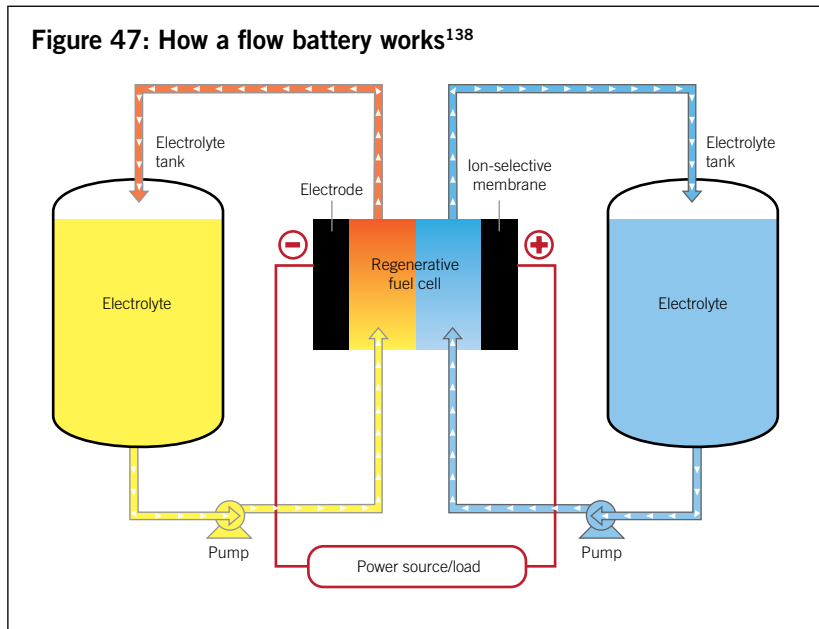 Figure 47: How a flow battery works138
Electrolyte
tank
Electrode
Ion-selective
membrane
Electrolyte
tank
−
+
Regenerative
fuel cell
Electrolyte
Electrolyte
Pump
Pump
Power source/load